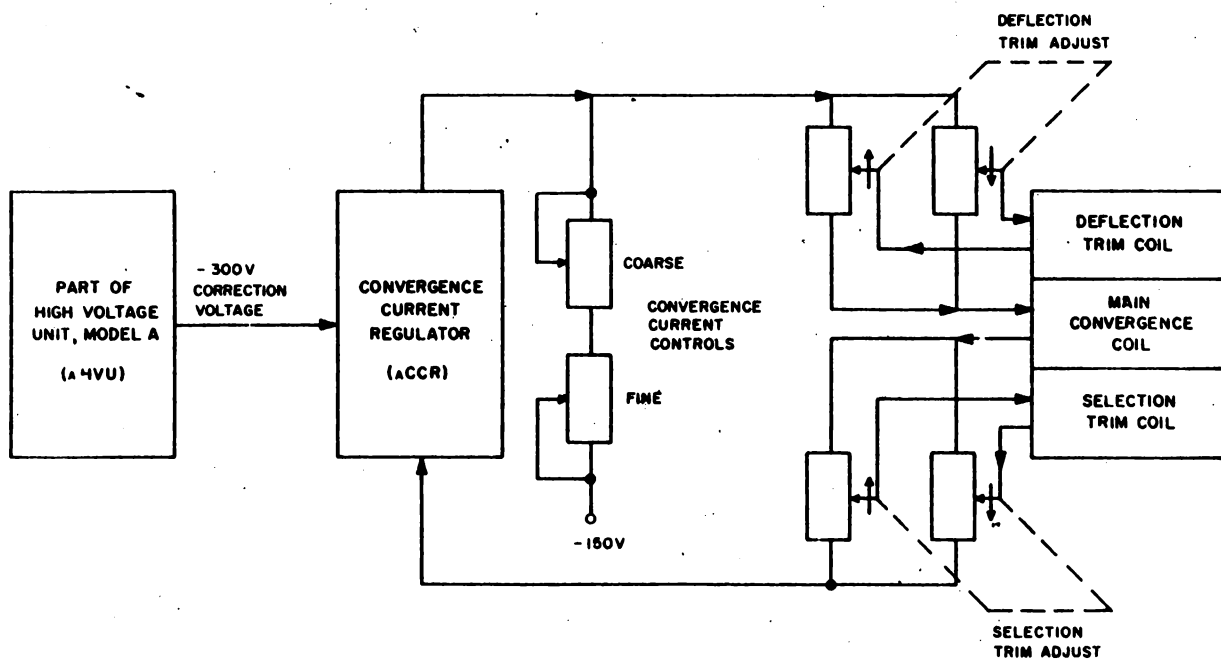 DEFLECTION
TRIM ADJUST
PART OF
HIGH VOLTAGE
UNIT, MODEL A
(A HVU)
-300V
CORRECTION
VOLTAGE
CONVERGENCE
CURRENT
REGULATOR
(ACCR)
COARSE
CONVERGENCE
CURRENT
CONTROLS
FINE
-150V
DEFLECTION
TRIM COIL
MAIN
CONVERGENCE
COIL
SELECTION
TRIM COIL
SELECTION
TRIM ADJUST